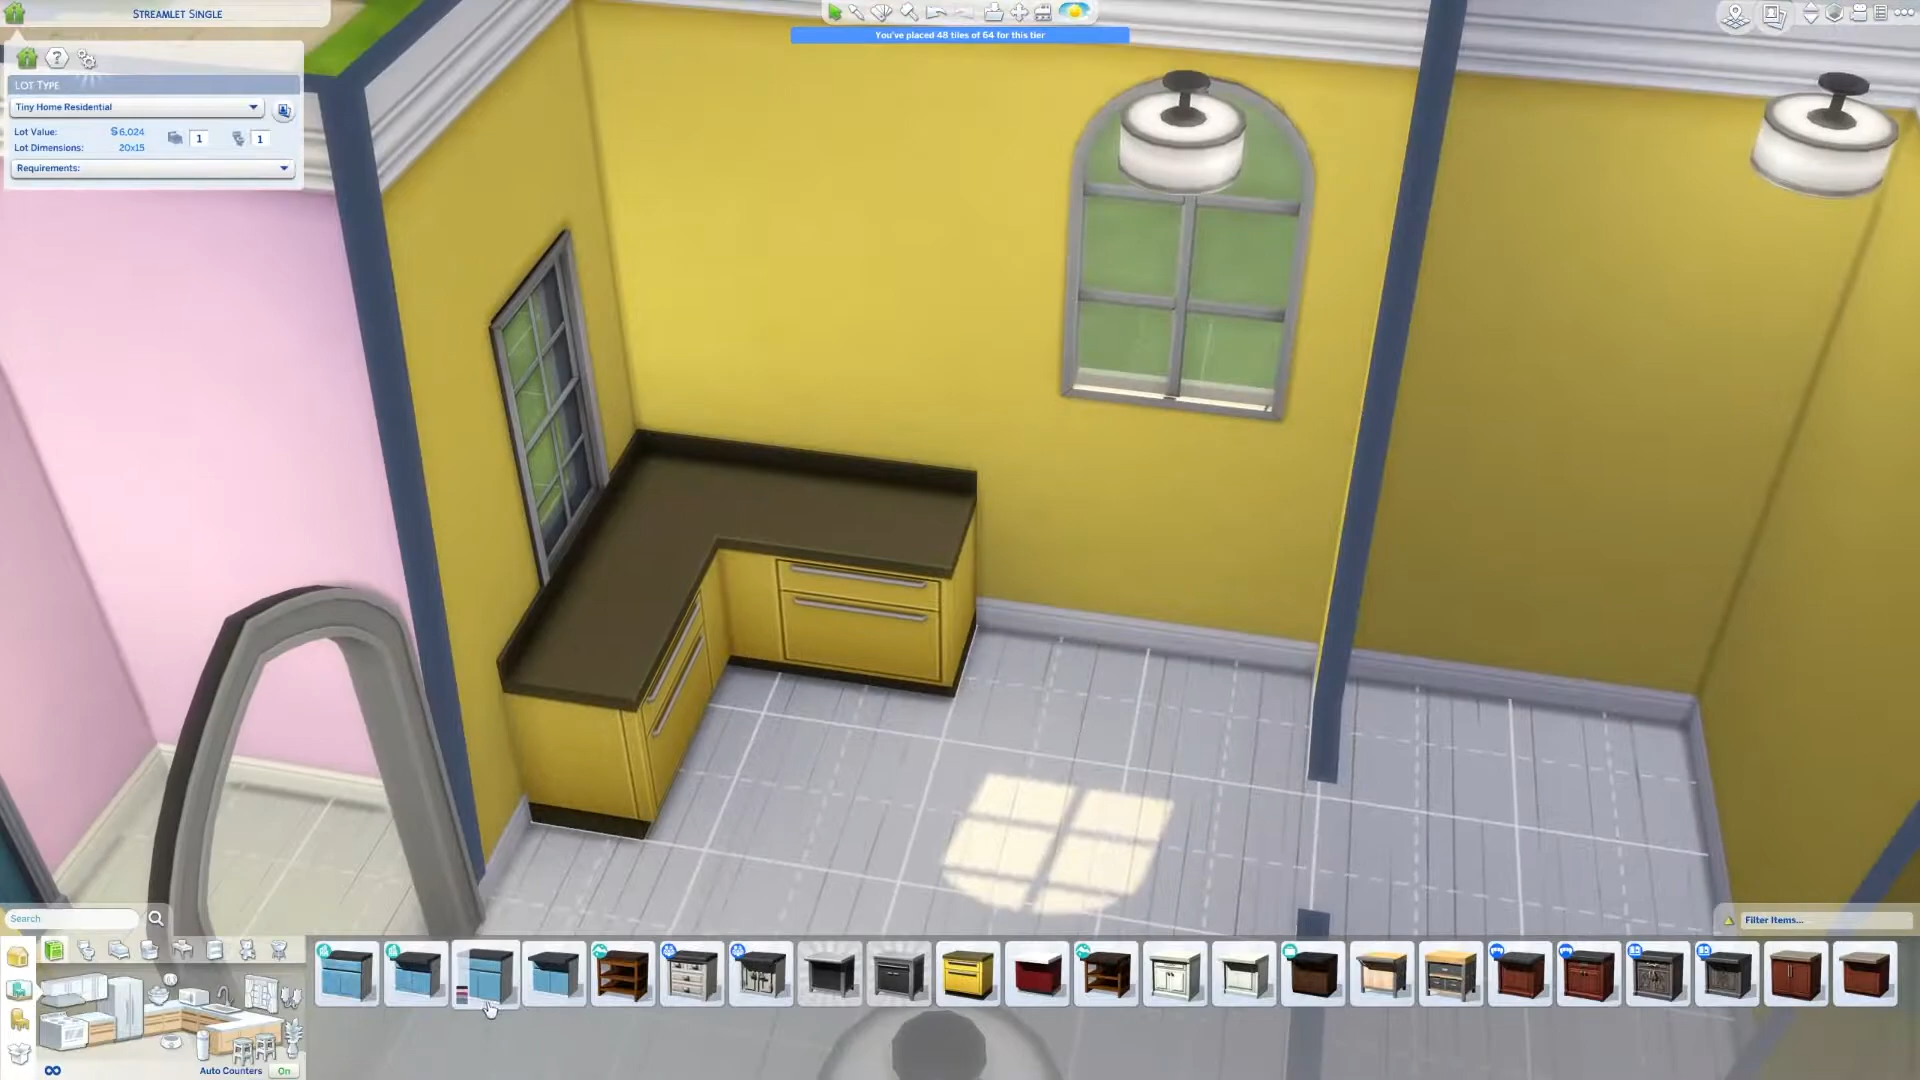 STREAMLET SINGLE
You've placed 48 tiles of 64 for this tier
LOT TYPE
Tiny Home Residential
Lot Value: §6,024
1
1
Lot Dimensions: 20x15
Requirements:
Search
Filter Items...
Auto Counters On